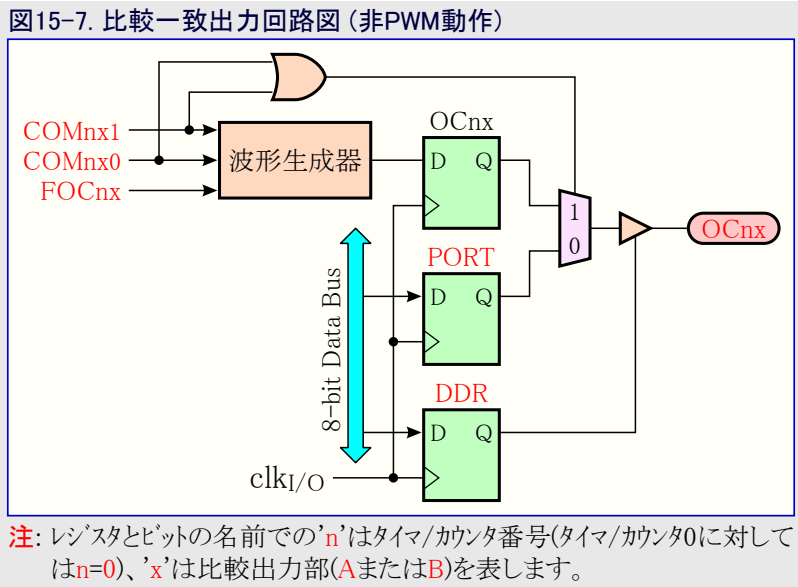 図15-7. 比較一致出力回路図 (非PWM動作)
COMnx1
COMnx0
FOCnx
波形生成器
OCnx
D Q
1
0
OCnx
PORT
D Q
8-bit Data Bus
DDR
D Q
clkI/O
注: レジスタとビットの名前での'n'はタイマ/カウンタ番号(タイマ/カウンタ0に対して
はn=0)、'x'は比較出力部(AまたはB)を表します。